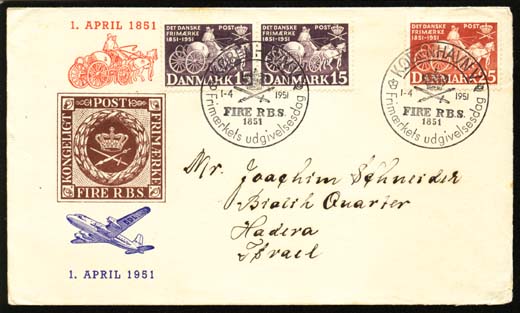 1. APRIL 1851
KONGELIGT
POST
FRIMÆRKE
FIRE R.B.S.
1. APRIL 1951
DET DANSKE
FRIMÆRKE
1851-1951
POST
DANMARK 15
DET DANSKE
FRIMÆRKE
1851-1951
POST
DANMARK 15
DET DANSKE
FRIMÆRKE
1851-1951
POST
DANMARK 25
KØBENHAVN
1-4 1951
FIRE R.B.S.
1851
Frimærkets udgivelsesdag
KØBENHAVN
1-4 1951
FIRE R.B.S.
1851
Frimærkets udgivelsesdag
Mr. Joachim Schneider
Bialik Quarter
Hadera
Israel